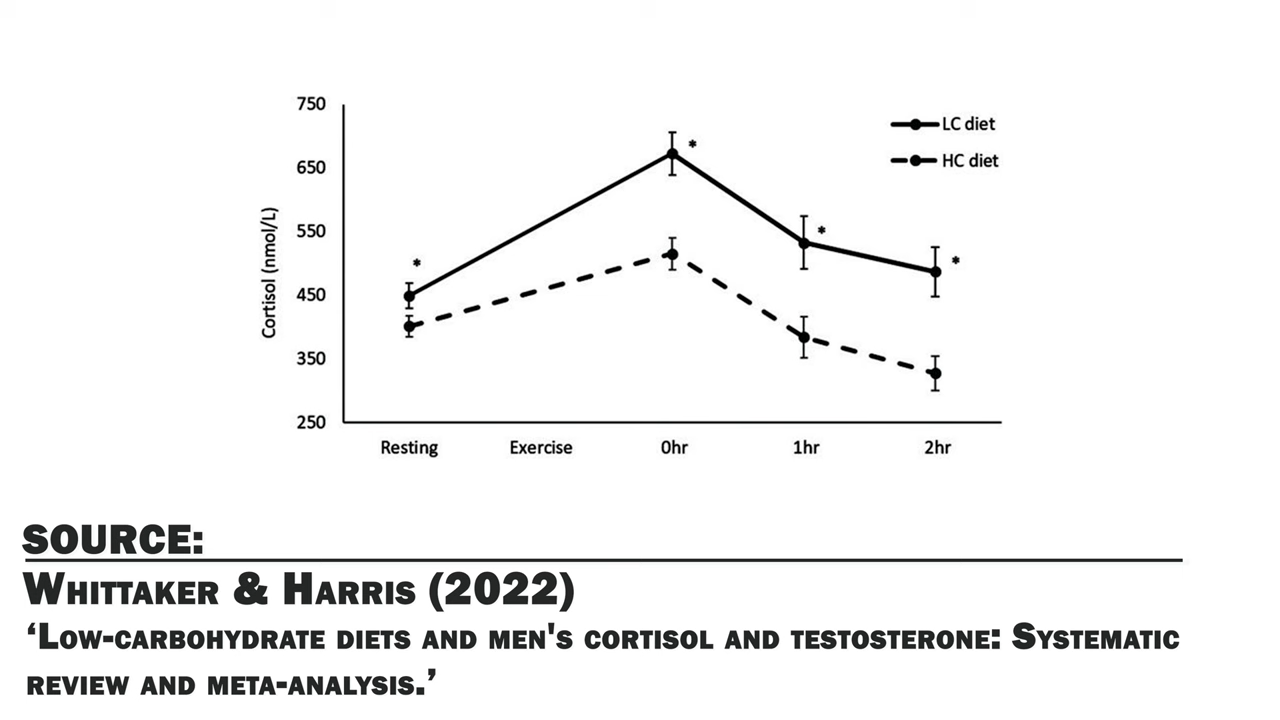 750
LC diet
650
HC diet
550
450
350
250
Cortisol (nmol/L)
*
*
*
*
Resting
Exercise
0hr
1hr
2hr
SOURCE:
WHITTAKER & HARRIS (2022)
‘LOW-CARBOHYDRATE DIETS AND MEN'S CORTISOL AND TESTOSTERONE: SYSTEMATIC
REVIEW AND META-ANALYSIS.’